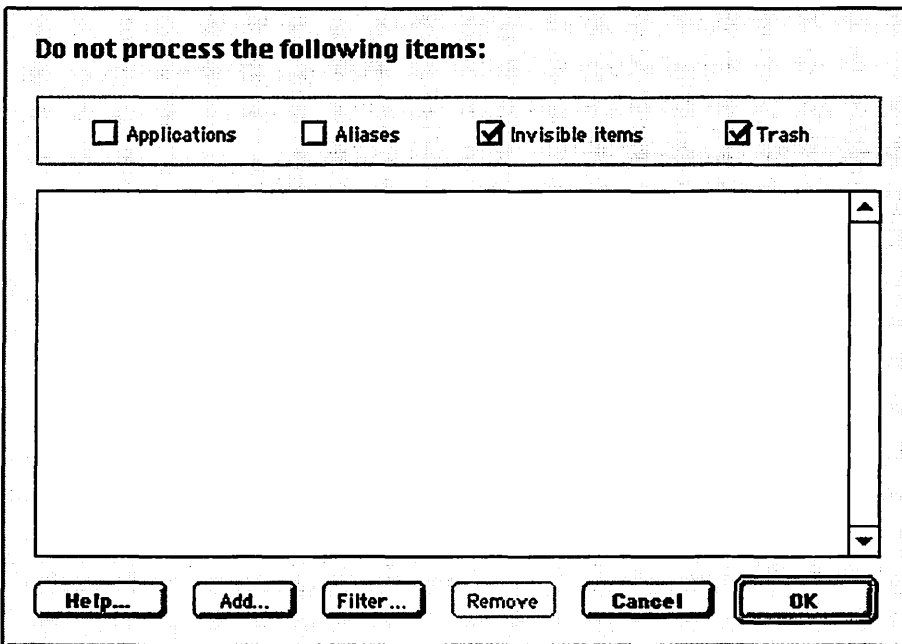 Do not process the following items:
Applications Aliases Invisible items Trash
Help... Add... Filter... Remove Cancel OK